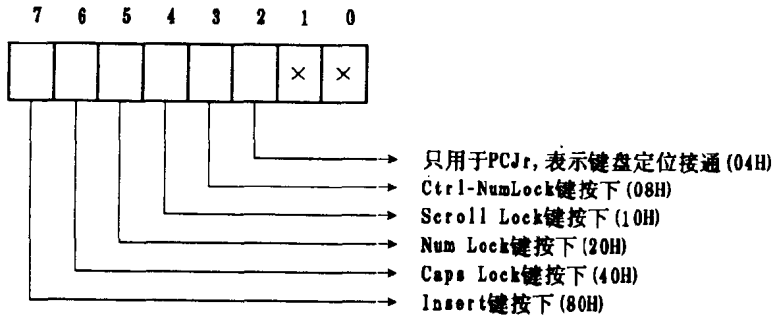 7 6 5 4 3 2 1 0
× ×
只用于PCJr,表示键盘定位接通(04H)
Ctrl-NumLock键按下(08H)
Scroll Lock键按下(10H)
Num Lock键按下(20H)
Caps Lock键按下(40H)
Insert键按下(80H)